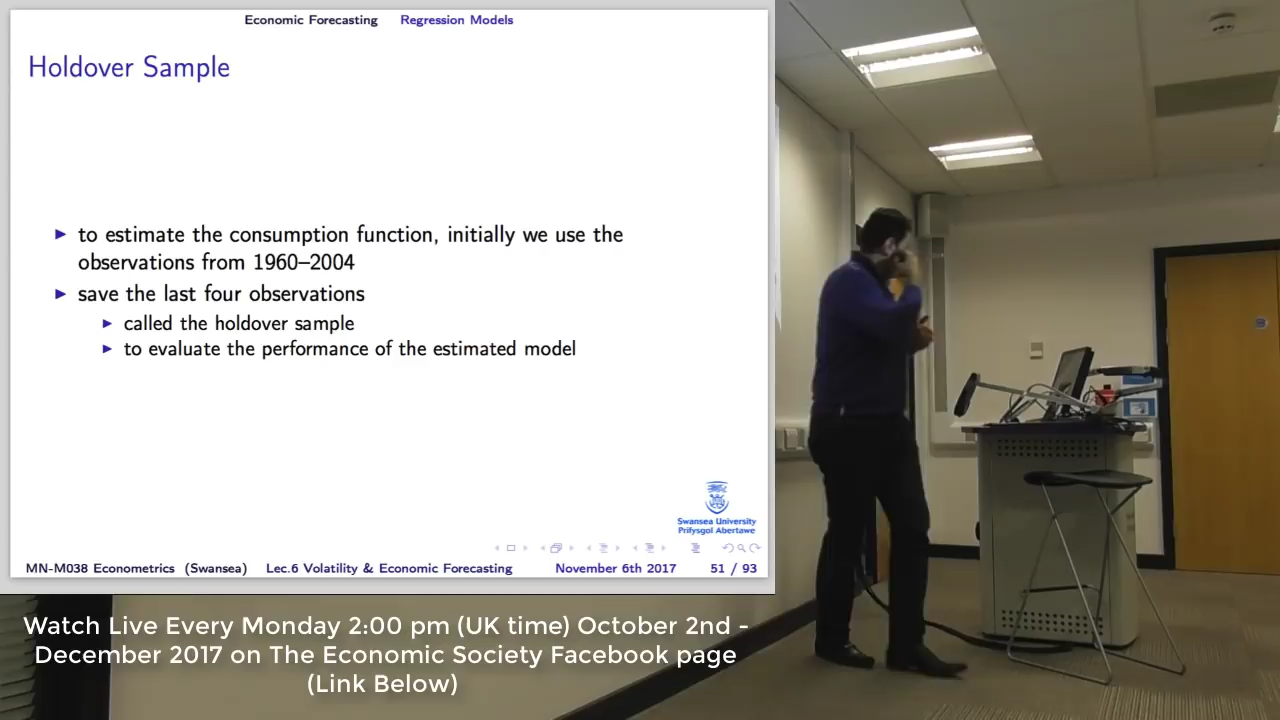 Economic Forecasting Regression Models
Holdover Sample
to estimate the consumption function, initially we use the
observations from 1960–2004
save the last four observations
called the holdover sample
to evaluate the performance of the estimated model
Swansea University
Prifysgol Abertawe
MN-M038 Econometrics (Swansea) Lec.6 Volatility & Economic Forecasting November 6th 2017 51 / 93
Watch Live Every Monday 2:00 pm (UK time) October 2nd -
December 2017 on The Economic Society Facebook page
(Link Below)